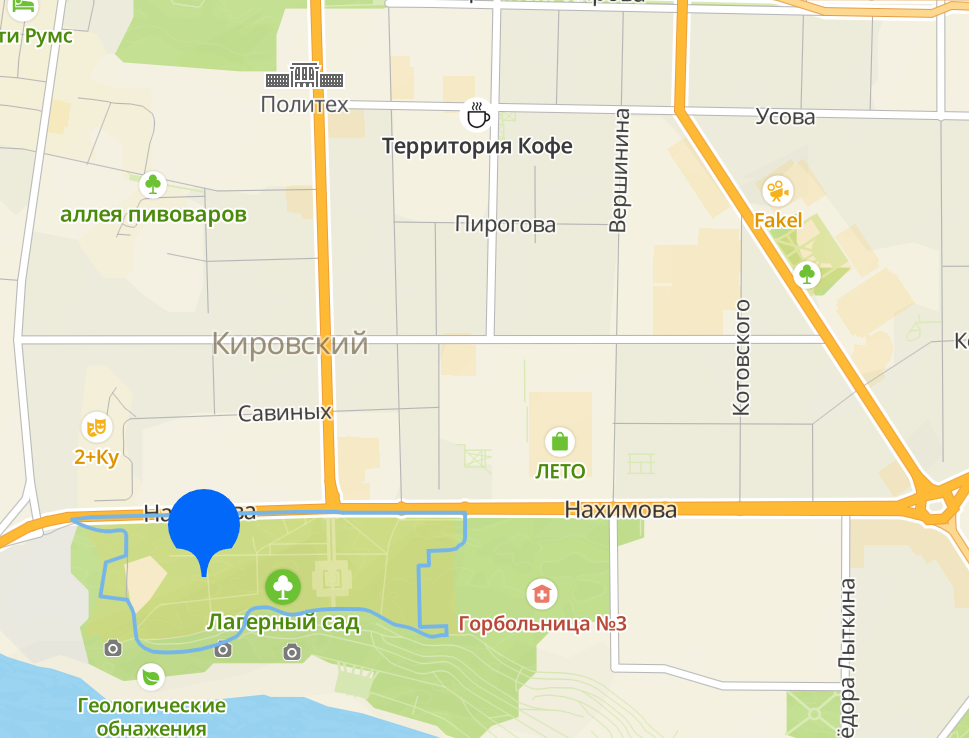 ти Румс
Политех
Усова
Территория Кофе
Вершинина
аллея пивоваров
Пирогова
Fakel
Кировский
Котовского
Савиных
2+Ку
ЛЕТО
Нахимова
Лагерный сад
Горбольница №3
ёдора Лыткина
Геологические
обнажения